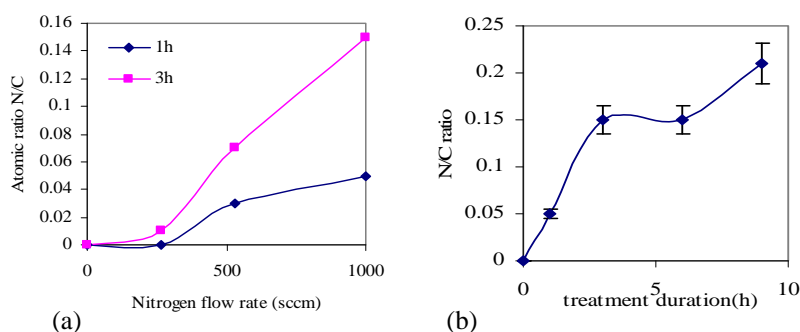 0.16
0.14
0.12
0.1
0.08
0.06
0.04
0.02
0
Atomic ratio N/C
1h
3h
0
500
1000
Nitrogen flow rate (sccm)
(a)
0.25
0.2
0.15
0.1
0.05
0
N/C ratio
0
5
10
treatment duration(h)
(b)